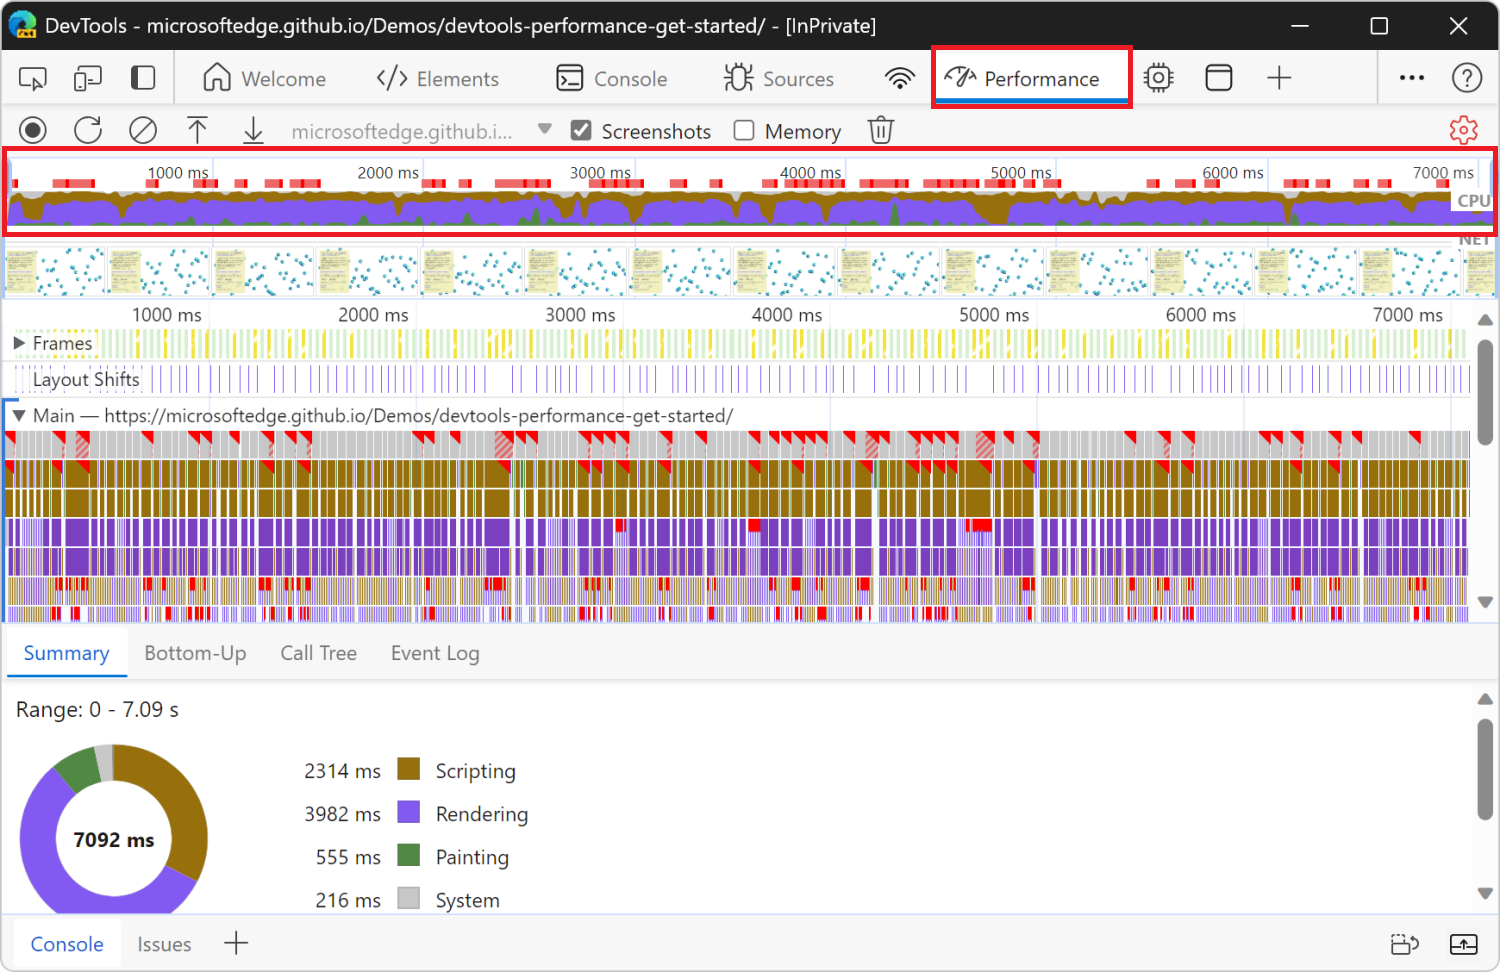 DevTools - microsoftedge.github.io/Demos/devtools-performance-get-started/ - [InPrivate]
Welcome Elements Console Sources Performance
microsoftedge.github.i... Screenshots Memory
1000 ms 2000 ms 3000 ms 4000 ms 5000 ms 6000 ms 7000 ms
CPU
NET
1000 ms 2000 ms 3000 ms 4000 ms 5000 ms 6000 ms 7000 ms
Frames
Layout Shifts
Main — https://microsoftedge.github.io/Demos/devtools-performance-get-started/
Summary Bottom-Up Call Tree Event Log
Range: 0 - 7.09 s
7092 ms
2314 ms Scripting
3982 ms Rendering
555 ms Painting
216 ms System
Console Issues